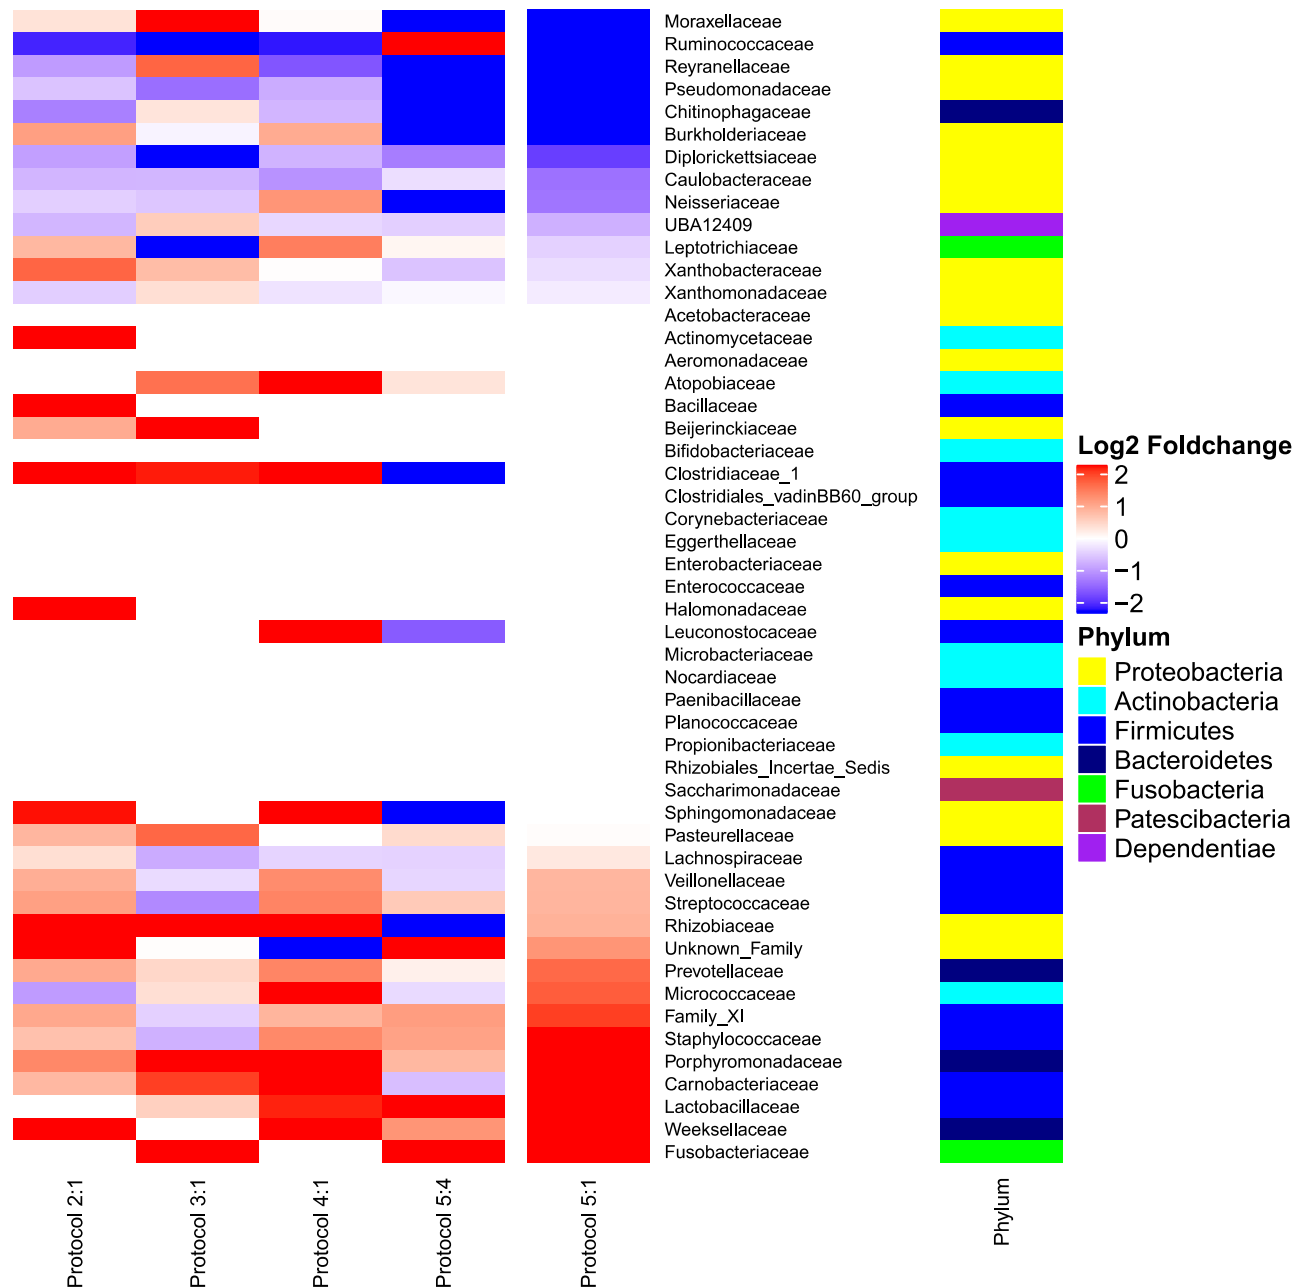 Moraxellaceae
Ruminococcaceae
Reyranellaceae
Pseudomonadaceae
Chitinophagaceae
Burkholderiaceae
Diplorickettsiaceae
Caulobacteraceae
Neisseriaceae
UBA12409
Leptotrichiaceae
Xanthobacteraceae
Xanthomonadaceae
Acetobacteraceae
Actinomycetaceae
Aeromonadaceae
Atopobiaceae
Bacillaceae
Beijerinckiaceae
Bifidobacteriaceae
Clostridiaceae_1
Clostridiales_vadinBB60_group
Corynebacteriaceae
Eggerthellaceae
Enterobacteriaceae
Enterococcaceae
Halomonadaceae
Leuconostocaceae
Microbacteriaceae
Nocardiaceae
Paenibacillaceae
Planococcaceae
Propionibacteriaceae
Rhizobiales_Incertae_Sedis
Saccharimonadaceae
Sphingomonadaceae
Pasteurellaceae
Lachnospiraceae
Veillonellaceae
Streptococcaceae
Rhizobiaceae
Unknown_Family
Prevotellaceae
Micrococcaceae
Family_XI
Staphylococcaceae
Porphyromonadaceae
Carnobacteriaceae
Lactobacillaceae
Weeksellaceae
Fusobacteriaceae
Protocol 2:1
Protocol 3:1
Protocol 4:1
Protocol 5:4
Protocol 5:1
Phylum
Log2 Foldchange
2
1
0
−1
−2
Phylum
Proteobacteria
Actinobacteria
Firmicutes
Bacteroidetes
Fusobacteria
Patescibacteria
Dependentiae